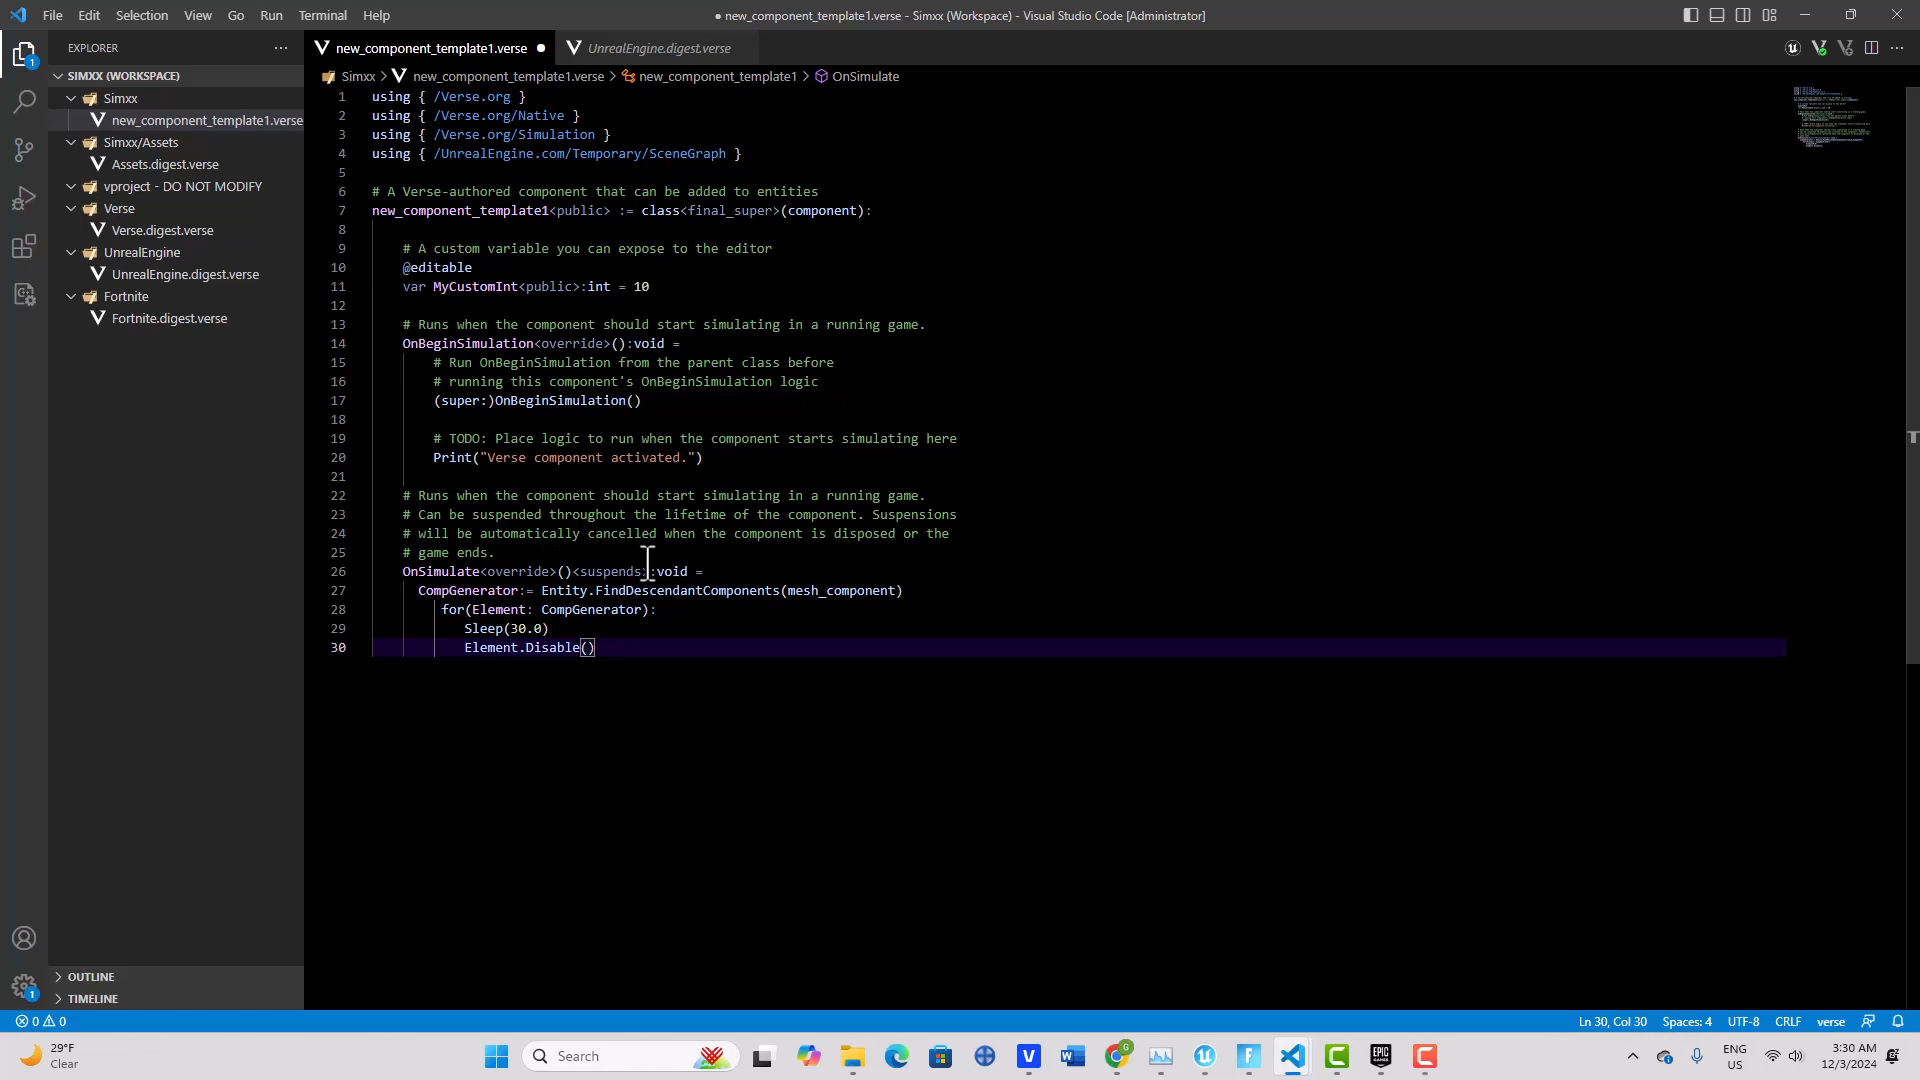 File Edit Selection View Go Run Terminal Help
● new_component_template1.verse - Simxx (Workspace) - Visual Studio Code [Administrator]
EXPLORER
SIMXX (WORKSPACE)
Simxx
new_component_template1.verse
Simxx/Assets
Assets.digest.verse
vproject - DO NOT MODIFY
Verse
Verse.digest.verse
UnrealEngine
UnrealEngine.digest.verse
Fortnite
Fortnite.digest.verse
OUTLINE
TIMELINE
new_component_template1.verse UnrealEngine.digest.verse
Simxx > new_component_template1.verse > new_component_template1 > OnSimulate
1 using { /Verse.org }
2 using { /Verse.org/Native }
3 using { /Verse.org/Simulation }
4 using { /UnrealEngine.com/Temporary/SceneGraph }
5
6 # A Verse-authored component that can be added to entities
7 new_component_template1<public> := class<final_super>(component):
8
9 # A custom variable you can expose to the editor
10 @editable
11 var MyCustomInt<public>:int = 10
12
13 # Runs when the component should start simulating in a running game.
14 OnBeginSimulation<override>():void =
15 # Run OnBeginSimulation from the parent class before
16 # running this component's OnBeginSimulation logic
17 (super:)OnBeginSimulation()
18
19 # TODO: Place logic to run when the component starts simulating here
20 Print("Verse component activated.")
21
22 # Runs when the component should start simulating in a running game.
23 # Can be suspended throughout the lifetime of the component. Suspensions
24 # will be automatically cancelled when the component is disposed or the
25 # game ends.
26 OnSimulate<override>()<suspends>:void =
27 CompGenerator:= Entity.FindDescendantComponents(mesh_component)
28 for(Element: CompGenerator):
29 Sleep(30.0)
30 Element.Disable()
0 0
Ln 30, Col 30 Spaces: 4 UTF-8 CRLF verse
29°F
Clear
Search
ENG
US
3:30 AM
12/3/2024